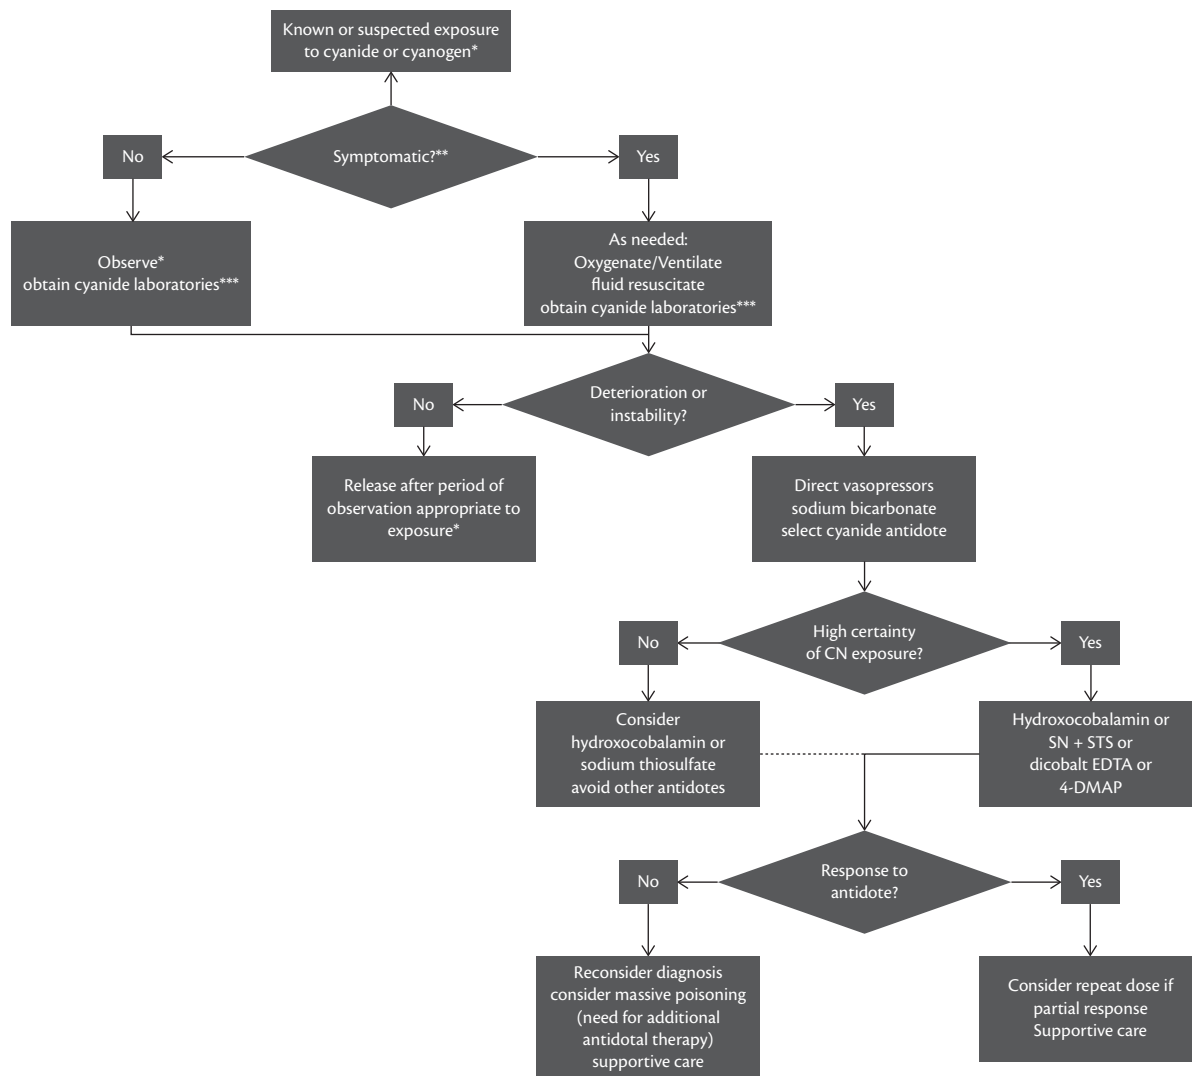 Known or suspected exposure
to cyanide or cyanogen*
No
Symptomatic?**
Yes
Observe*
obtain cyanide laboratories***
As needed:
Oxygenate/Ventilate
fluid resuscitate
obtain cyanide laboratories***
No
Deterioration or
instability?
Yes
Release after period of
observation appropriate to
exposure*
Direct vasopressors
sodium bicarbonate
select cyanide antidote
No
High certainty
of CN exposure?
Yes
Consider
hydroxocobalamin or
sodium thiosulfate
avoid other antidotes
Hydroxocobalamin or
SN + STS or
dicobalt EDTA or
4-DMAP
No
Response to
antidote?
Yes
Reconsider diagnosis
consider massive poisoning
(need for additional
antidotal therapy)
supportive care
Consider repeat dose if
partial response
Supportive care